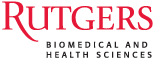 RUTGERS
BIOMEDICAL AND
HEALTH SCIENCES